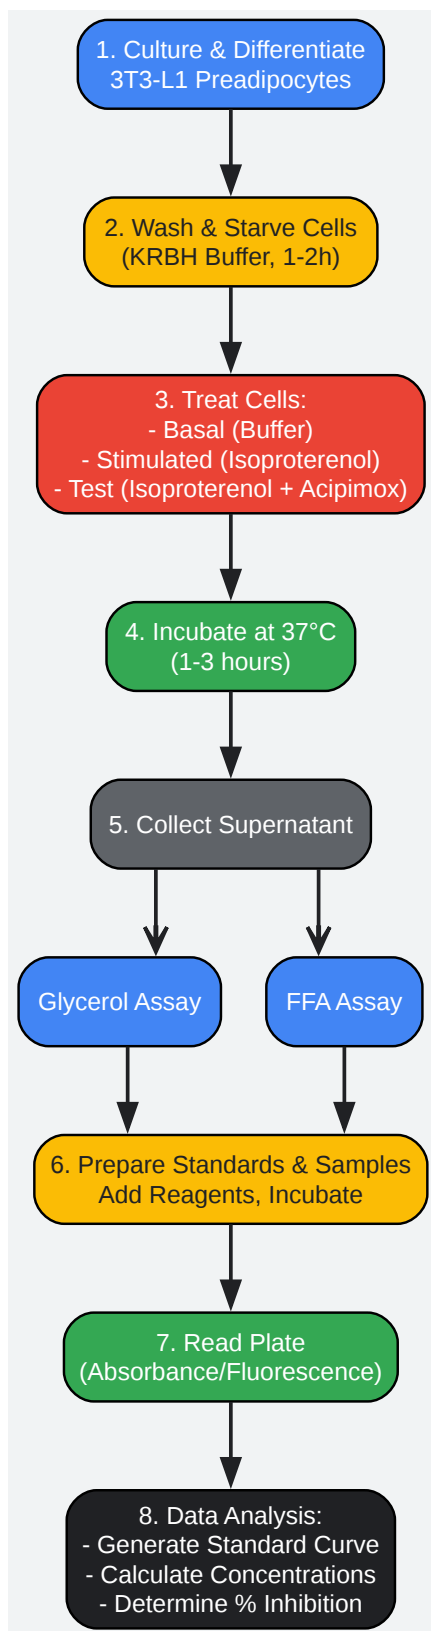 1. Culture & Differentiate
3T3-L1 Preadipocytes
2. Wash & Starve Cells
(KRBH Buffer, 1-2h)
3. Treat Cells:
- Basal (Buffer)
- Stimulated (Isoproterenol)
- Test (Isoproterenol + Acipimox)
4. Incubate at 37°C
(1-3 hours)
5. Collect Supernatant
Glycerol Assay
FFA Assay
6. Prepare Standards & Samples
Add Reagents, Incubate
7. Read Plate
(Absorbance/Fluorescence)
8. Data Analysis:
- Generate Standard Curve
- Calculate Concentrations
- Determine % Inhibition